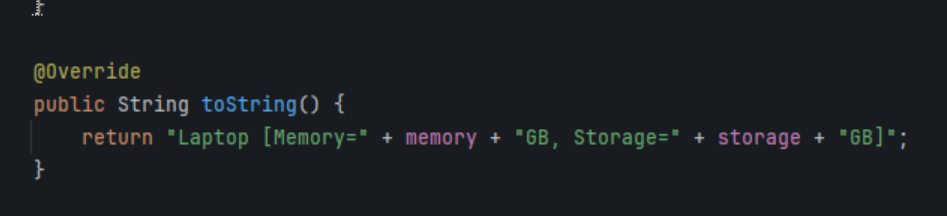 }
@Override
public String toString() {
    return "Laptop [Memory=" + memory + "GB, Storage=" + storage + "GB]";
}